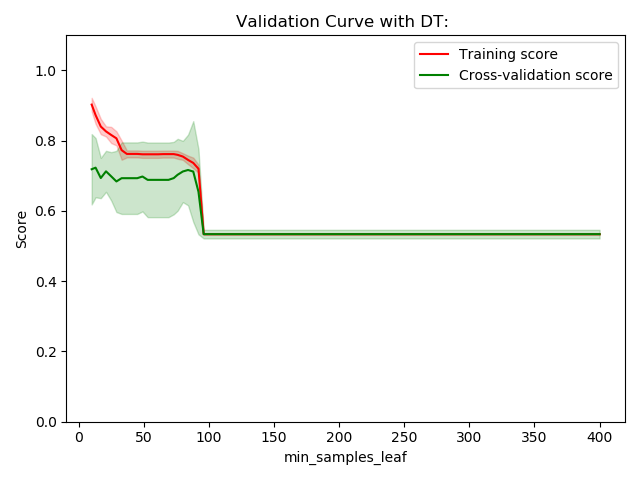 Validation Curve with DT:
Training score
Cross-validation score
Score
1.0
0.8
0.6
0.4
0.2
0.0
0 50 100 150 200 250 300 350 400
min_samples_leaf